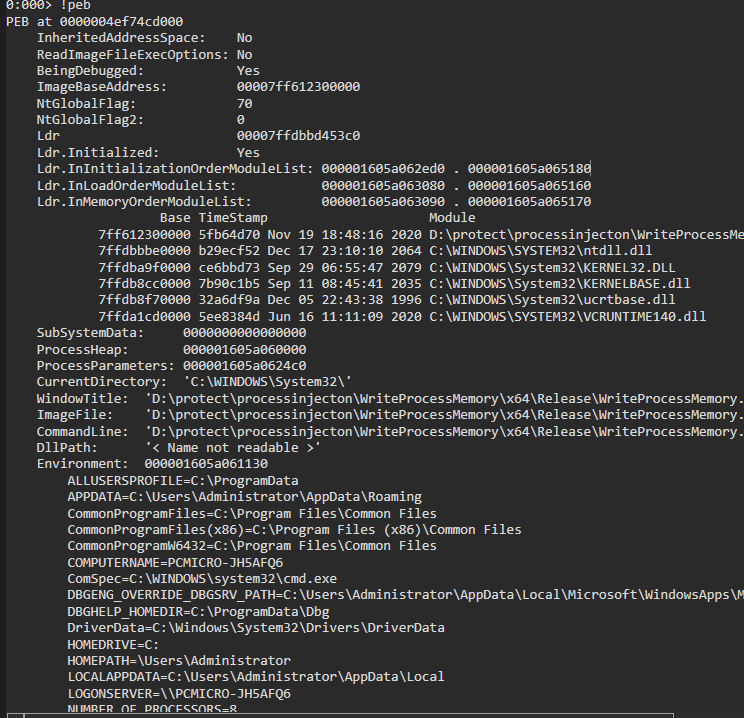 0:000> !peb
PEB at 0000004ef74cd000
InheritedAddressSpace: No
ReadImageFileExecOptions: No
BeingDebugged: Yes
ImageBaseAddress: 00007ff612300000
NtGlobalFlag: 70
NtGlobalFlag2: 0
Ldr 00007ffdbbd453c0
Ldr.Initialized: Yes
Ldr.InInitializationOrderModuleList: 000001605a062ed0 . 000001605a065180
Ldr.InLoadOrderModuleList: 000001605a063080 . 000001605a065160
Ldr.InMemoryOrderModuleList: 000001605a063090 . 000001605a065170
Base TimeStamp Module
7ff612300000 5fb64d70 Nov 19 18:48:16 2020 D:\protect\processinjecton\WriteProcessMe
7ffdbbbe0000 b29ecf52 Dec 17 23:10:10 2064 C:\WINDOWS\SYSTEM32\ntdll.dll
7ffdba9f0000 ce6bbd73 Sep 29 06:55:47 2079 C:\WINDOWS\System32\KERNEL32.DLL
7ffdb8cc0000 7b90c1b5 Sep 11 08:45:41 2035 C:\WINDOWS\System32\KERNELBASE.dll
7ffdb8f70000 32a6df9a Dec 05 22:43:38 1996 C:\WINDOWS\System32\ucrtbase.dll
7ffda1cd0000 5ee8384d Jun 16 11:11:09 2020 C:\WINDOWS\SYSTEM32\VCRUNTIME140.dll
SubSystemData: 0000000000000000
ProcessHeap: 000001605a060000
ProcessParameters: 000001605a0624c0
CurrentDirectory: 'C:\WINDOWS\System32\'
WindowTitle: 'D:\protect\processinjecton\WriteProcessMemory\x64\Release\WriteProcessMemory.
ImageFile: 'D:\protect\processinjecton\WriteProcessMemory\x64\Release\WriteProcessMemory.
CommandLine: 'D:\protect\processinjecton\WriteProcessMemory\x64\Release\WriteProcessMemory.
DllPath: '< Name not readable >'
Environment: 000001605a061130
ALLUSERSPROFILE=C:\ProgramData
APPDATA=C:\Users\Administrator\AppData\Roaming
CommonProgramFiles=C:\Program Files\Common Files
CommonProgramFiles(x86)=C:\Program Files (x86)\Common Files
CommonProgramW6432=C:\Program Files\Common Files
COMPUTERNAME=PCMICRO-JH5AFQ6
ComSpec=C:\WINDOWS\system32\cmd.exe
DBGENG_OVERRIDE_DBGSRV_PATH=C:\Users\Administrator\AppData\Local\Microsoft\WindowsApps\M
DBGHELP_HOMEDIR=C:\ProgramData\Dbg
DriverData=C:\Windows\System32\Drivers\DriverData
HOMEDRIVE=C:
HOMEPATH=\Users\Administrator
LOCALAPPDATA=C:\Users\Administrator\AppData\Local
LOGONSERVER=\\PCMICRO-JH5AFQ6
NUMBER_OF_PROCESSORS=8